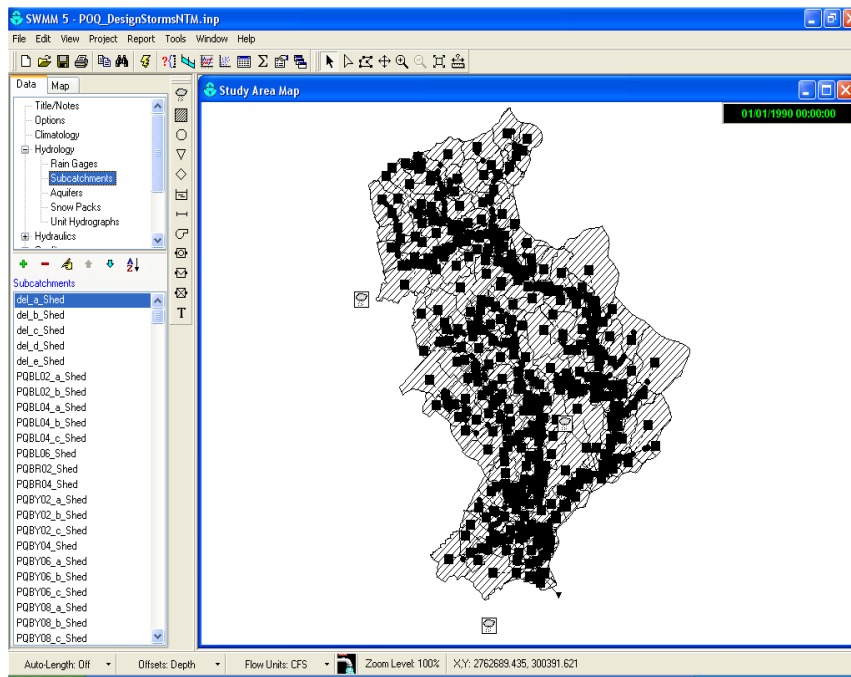 SWMM 5 - POQ_DesignStormsNTM.inp
File Edit View Project Report Tools Window Help
Data Map
Study Area Map
01/01/1990 00:00:00
Title/Notes
Options
Climatology
Hydrology
Rain Gages
Subcatchments
Aquifers
Snow Packs
Unit Hydrographs
Hydraulics
Subcatchments
del_a_Shed
del_b_Shed
del_c_Shed
del_d_Shed
del_e_Shed
PQBL02_a_Shed
PQBL02_b_Shed
PQBL04_a_Shed
PQBL04_b_Shed
PQBL04_c_Shed
PQBL06_Shed
PQBR02_Shed
PQBR04_Shed
PQBY02_a_Shed
PQBY02_b_Shed
PQBY02_c_Shed
PQBY04_Shed
PQBY06_a_Shed
PQBY06_b_Shed
PQBY06_c_Shed
PQBY08_a_Shed
PQBY08_b_Shed
PQBY08_c_Shed
T
Auto-Length: Off Offsets: Depth Flow Units: CFS Zoom Level: 100% X,Y: 2762689.435, 300391.621